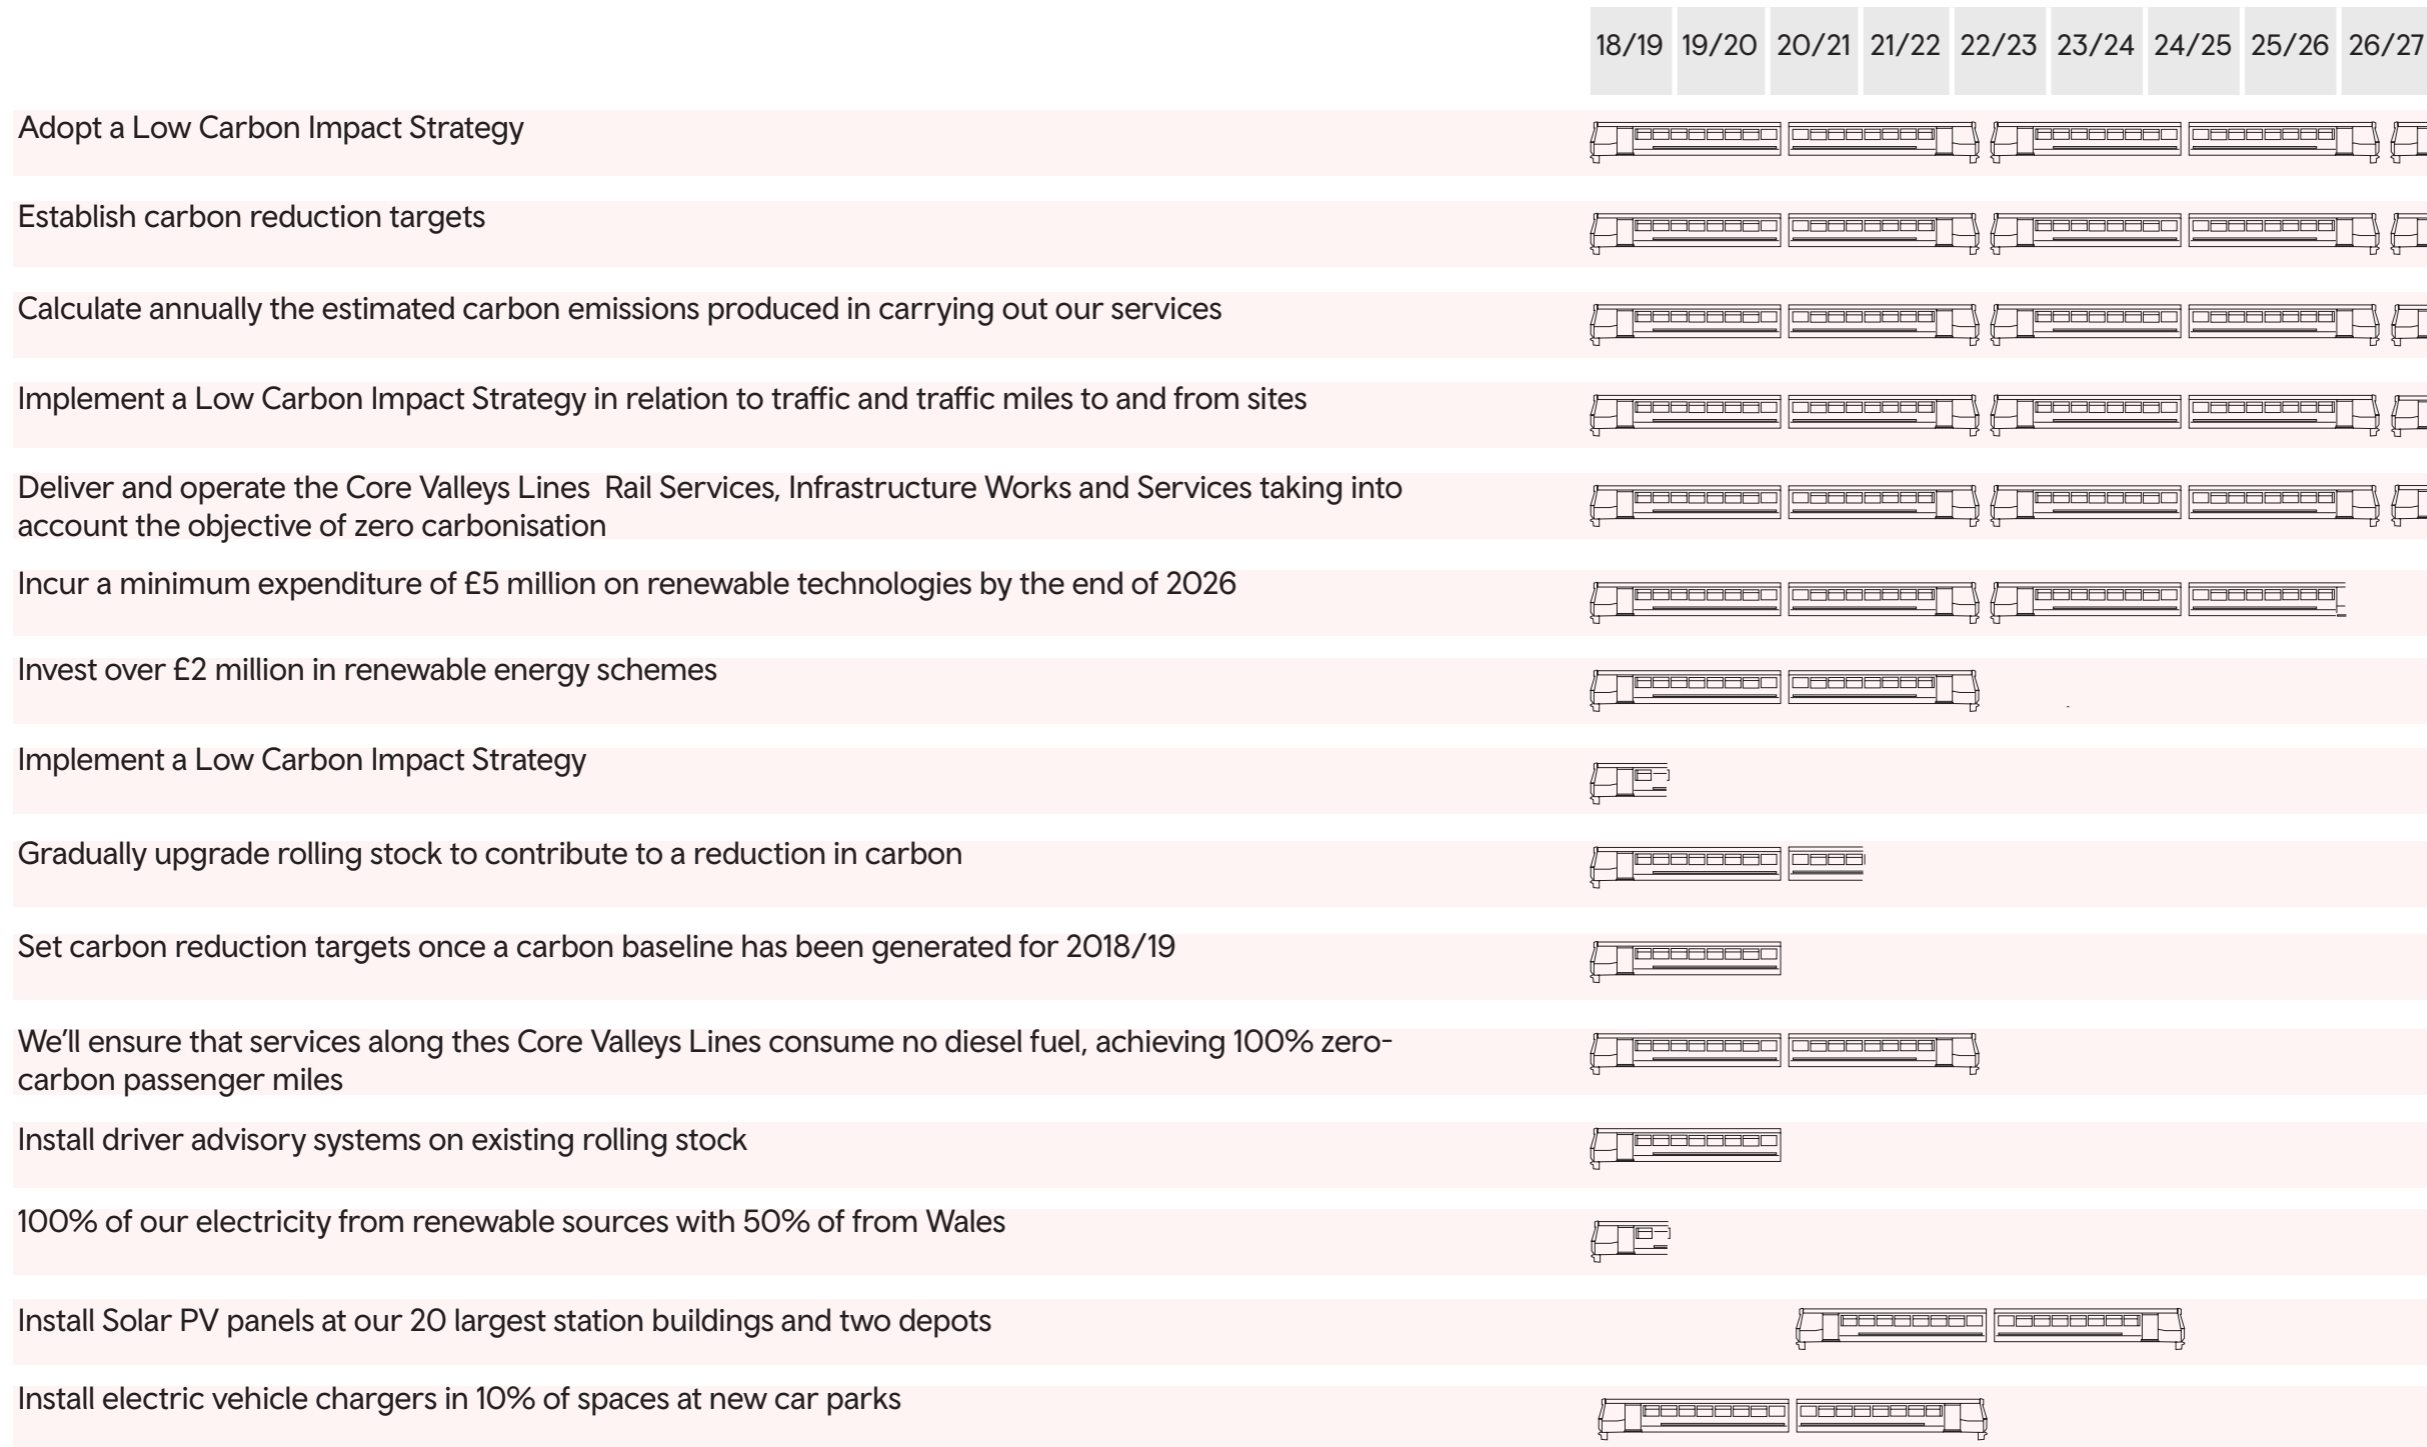 18/19 19/20 20/21 21/22 22/23 23/24 24/25 25/26 26/27
Adopt a Low Carbon Impact Strategy
Establish carbon reduction targets
Calculate annually the estimated carbon emissions produced in carrying out our services
Implement a Low Carbon Impact Strategy in relation to traffic and traffic miles to and from sites
Deliver and operate the Core Valleys Lines Rail Services, Infrastructure Works and Services taking into
account the objective of zero carbonisation
Incur a minimum expenditure of £5 million on renewable technologies by the end of 2026
Invest over £2 million in renewable energy schemes
Implement a Low Carbon Impact Strategy
Gradually upgrade rolling stock to contribute to a reduction in carbon
Set carbon reduction targets once a carbon baseline has been generated for 2018/19
We'll ensure that services along thes Core Valleys Lines consume no diesel fuel, achieving 100% zero-
carbon passenger miles
Install driver advisory systems on existing rolling stock
100% of our electricity from renewable sources with 50% of from Wales
Install Solar PV panels at our 20 largest station buildings and two depots
Install electric vehicle chargers in 10% of spaces at new car parks